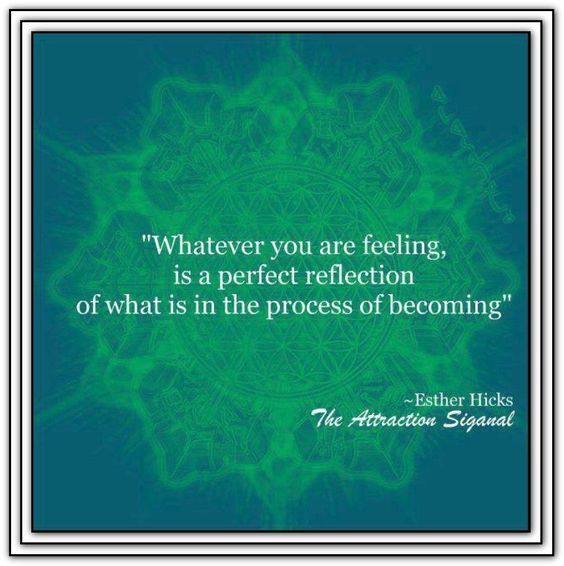 "Whatever you are feeling,
is a perfect reflection
of what is in the process of becoming"
~Esther Hicks
The Attraction Siganal